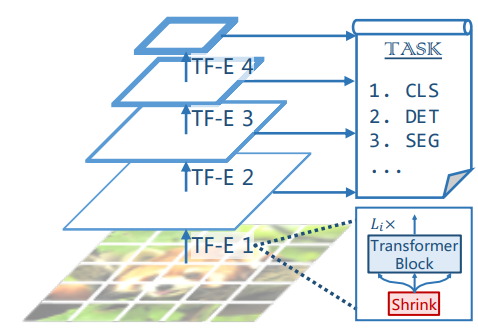 TF-E 4
TF-E 3
TF-E 2
TF-E 1
TASK
1. CLS
2. DET
3. SEG
...
Lᵢ×
Transformer
Block
Shrink